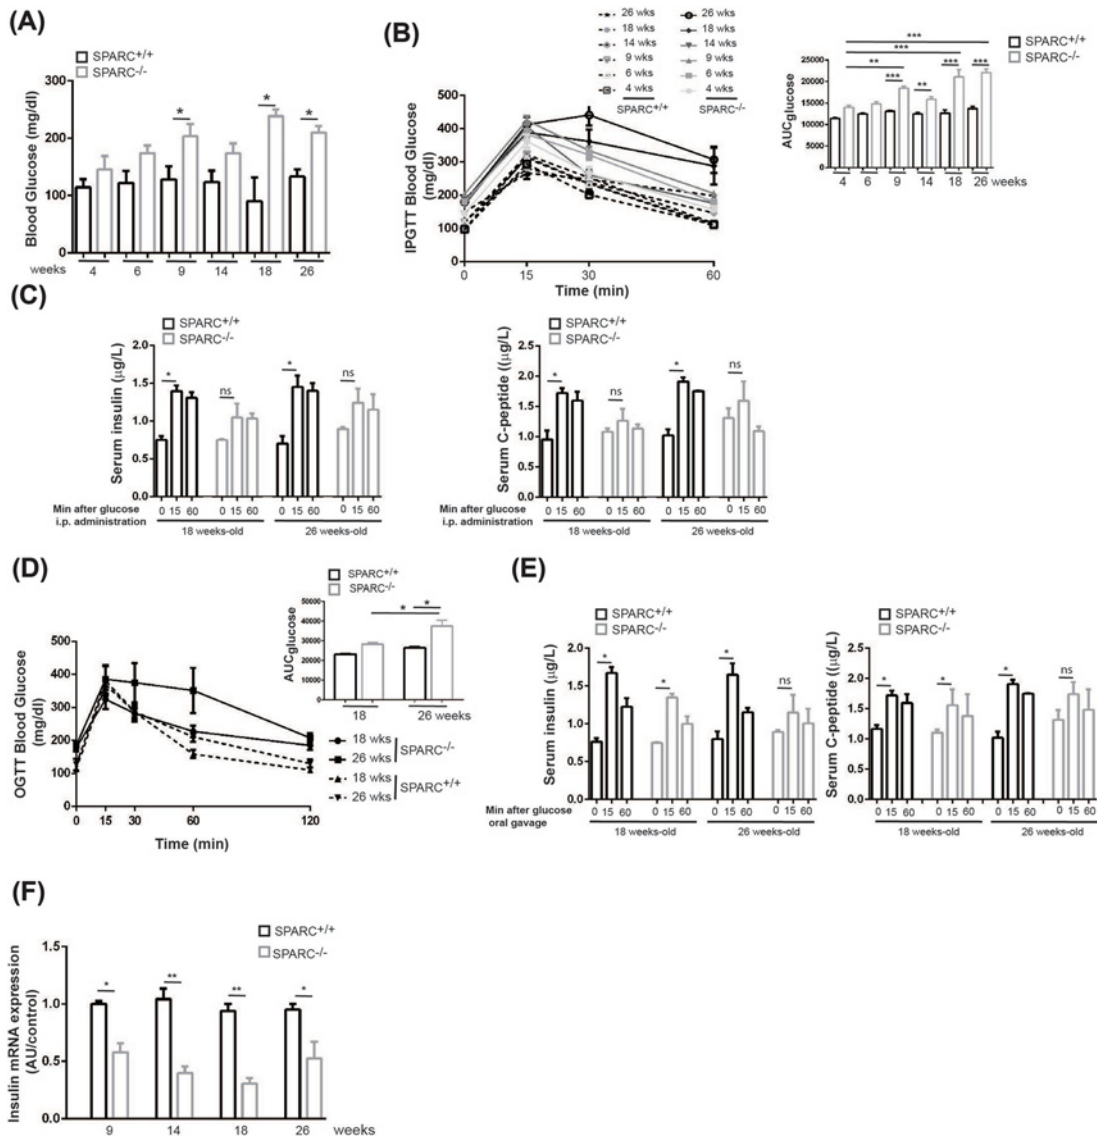 (A)
SPARC+/+
SPARC-/-
Blood Glucose (mg/dl)
300
200
100
0
* * *
weeks 4 6 9 14 18 26
(B)
26 wks 26 wks
18 wks 18 wks
14 wks 14 wks
9 wks 9 wks
6 wks 6 wks
4 wks 4 wks
SPARC+/+ SPARC-/-
IPGTT Blood Glucose
(mg/dl)
500
400
300
200
100
0
0 15 30 60
Time (min)
SPARC+/+
SPARC-/-
AUCglucose
25000
20000
15000
10000
5000
0
***
***
**
*** ** *** ***
4 6 9 14 18 26 weeks
(C)
SPARC+/+
SPARC-/-
Serum insulin (μg/L)
2.0
1.5
1.0
0.5
0.0
* ns * ns
Min after glucose
i.p. administration
0 15 60 0 15 60 0 15 60 0 15 60
18 weeks-old 26 weeks-old
SPARC+/+
SPARC-/-
Serum C-peptide ((μg/L)
2.5
2.0
1.5
1.0
0.5
0.0
* ns * ns
Min after glucose
i.p. administration
0 15 60 0 15 60 0 15 60 0 15 60
18 weeks-old 26 weeks-old
(D)
OGTT Blood Glucose
(mg/dl)
500
400
300
200
100
0
0 15 30 60 120
Time (min)
SPARC+/+
SPARC-/-
AUCglucose
50000
40000
30000
20000
10000
0
* *
18 26 weeks
18 wks
26 wks
SPARC-/-
18 wks
26 wks
SPARC+/+
(E)
SPARC+/+
SPARC-/-
Serum insulin (μg/L)
2.0
1.5
1.0
0.5
0.0
* * * ns
Min after glucose
oral gavage
0 15 60 0 15 60 0 15 60 0 15 60
18 weeks-old 26 weeks-old
SPARC+/+
SPARC-/-
Serum C-peptide ((μg/L)
2.5
2.0
1.5
1.0
0.5
0.0
* * * ns
0 15 60 0 15 60 0 15 60 0 15 60
18 weeks-old 26 weeks-old
(F)
SPARC+/+
SPARC-/-
Insulin mRNA expression
(AU/control)
1.5
1.0
0.5
0.0
* ** ** *
9 14 18 26 weeks